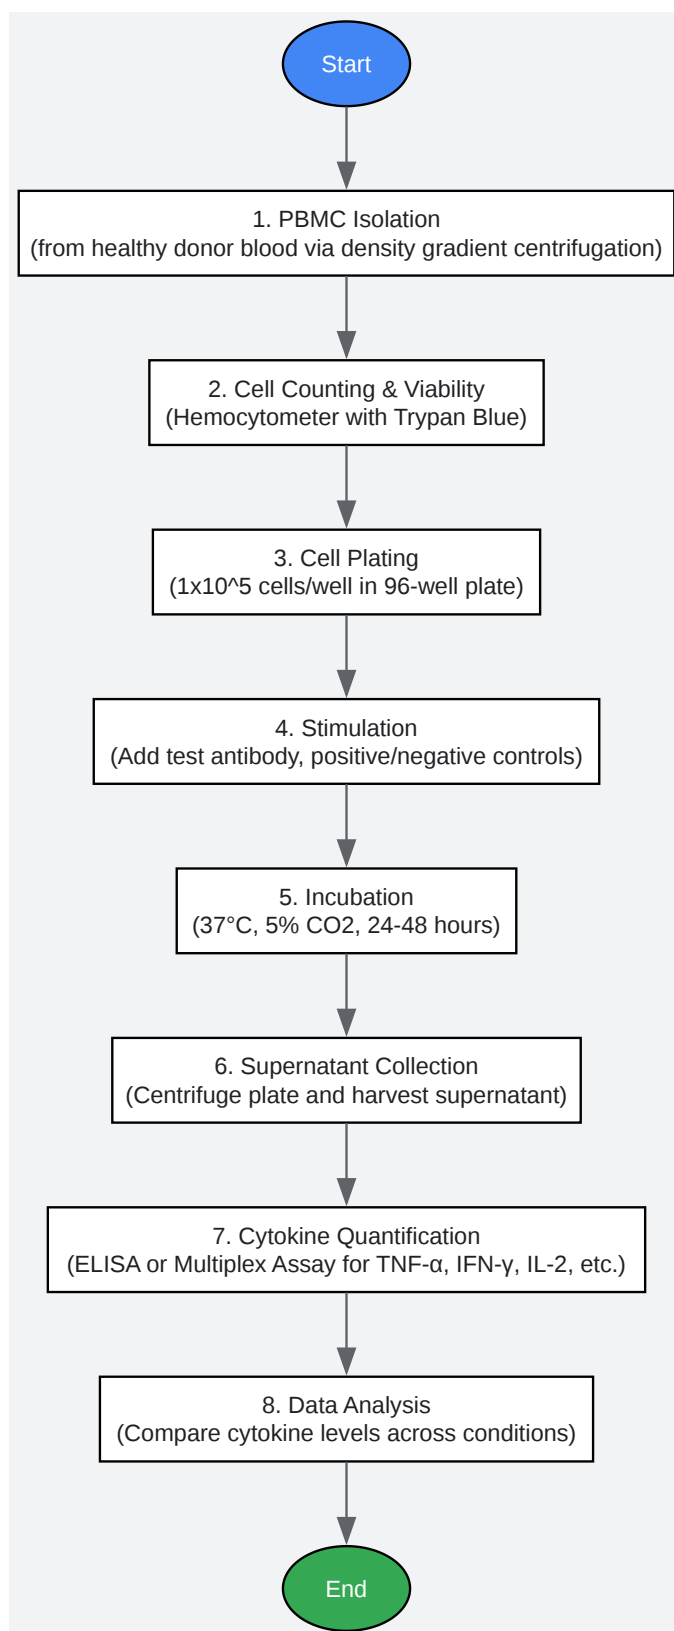 Start
1. PBMC Isolation
(from healthy donor blood via density gradient centrifugation)
2. Cell Counting & Viability
(Hemocytometer with Trypan Blue)
3. Cell Plating
(1x10^5 cells/well in 96-well plate)
4. Stimulation
(Add test antibody, positive/negative controls)
5. Incubation
(37°C, 5% CO2, 24-48 hours)
6. Supernatant Collection
(Centrifuge plate and harvest supernatant)
7. Cytokine Quantification
(ELISA or Multiplex Assay for TNF-α, IFN-γ, IL-2, etc.)
8. Data Analysis
(Compare cytokine levels across conditions)
End